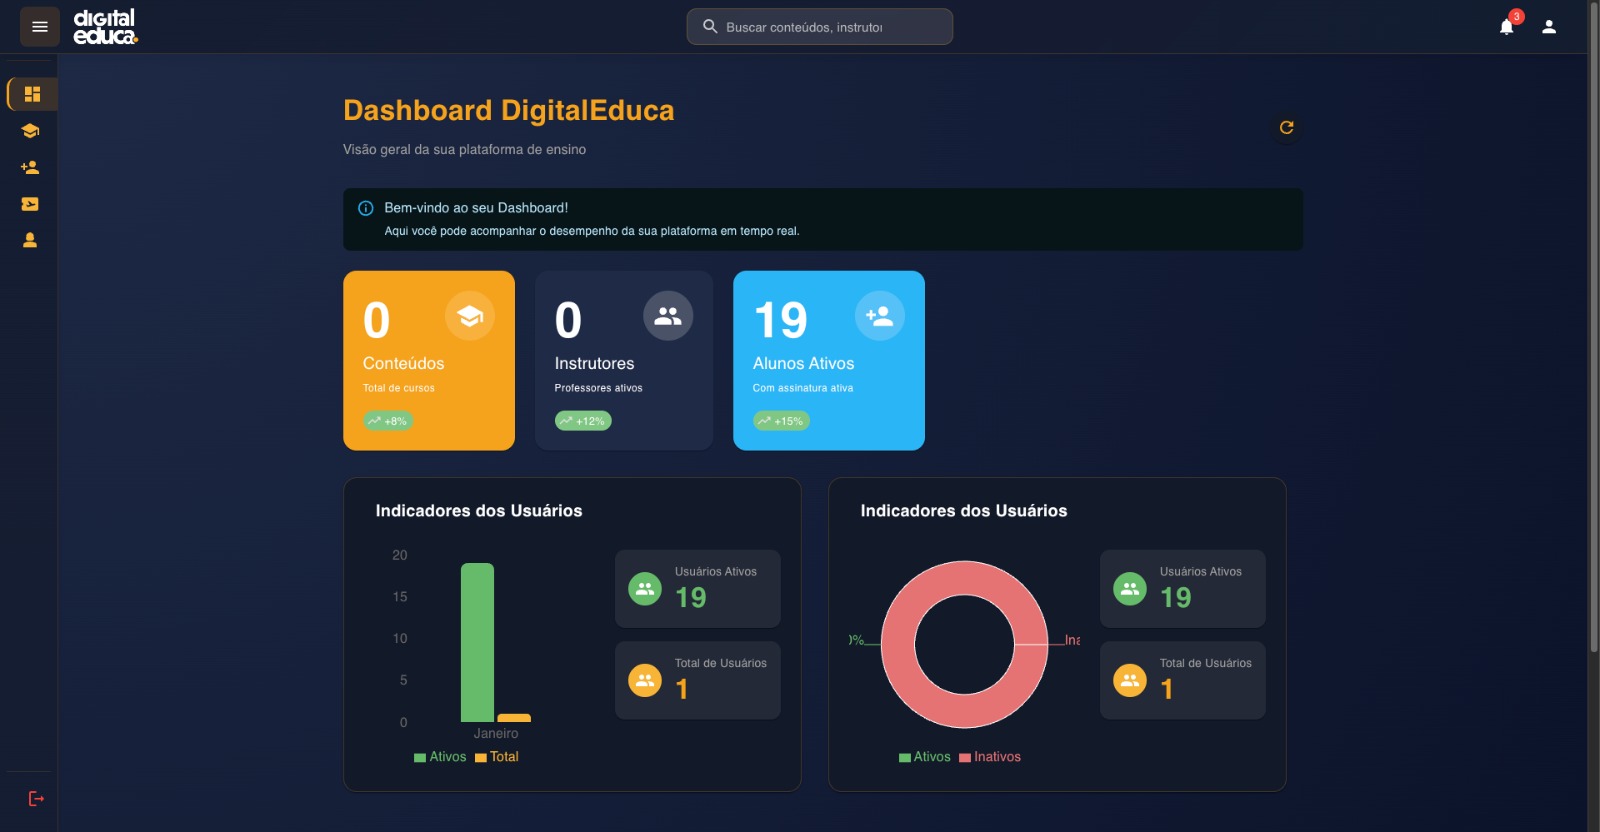 digital
educa.
Buscar conteúdos, instrutor
3
Dashboard DigitalEduca
Visão geral da sua plataforma de ensino
Bem-vindo ao seu Dashboard!
Aqui você pode acompanhar o desempenho da sua plataforma em tempo real.
0
Conteúdos
Total de cursos
+8%
0
Instrutores
Professores ativos
+12%
19
Alunos Ativos
Com assinatura ativa
+15%
Indicadores dos Usuários
20
15
10
5
0
Janeiro
Ativos Total
Usuários Ativos
19
Total de Usuários
1
Indicadores dos Usuários
%
Ina
Ativos Inativos
Usuários Ativos
19
Total de Usuários
1